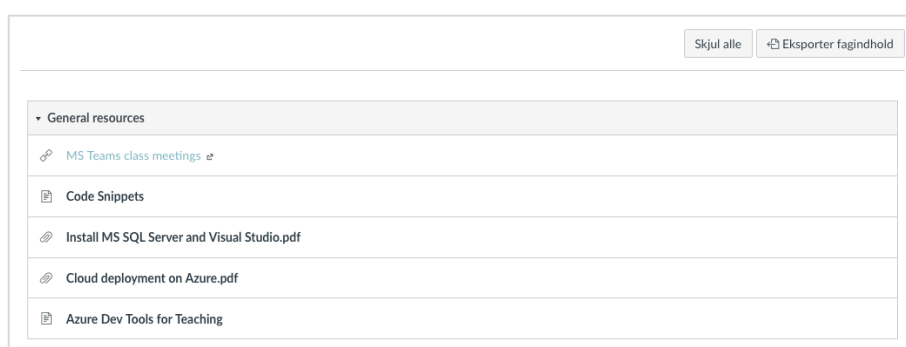 Skjul alle
Eksporter fagindhold
General resources
MS Teams class meetings
Code Snippets
Install MS SQL Server and Visual Studio.pdf
Cloud deployment on Azure.pdf
Azure Dev Tools for Teaching